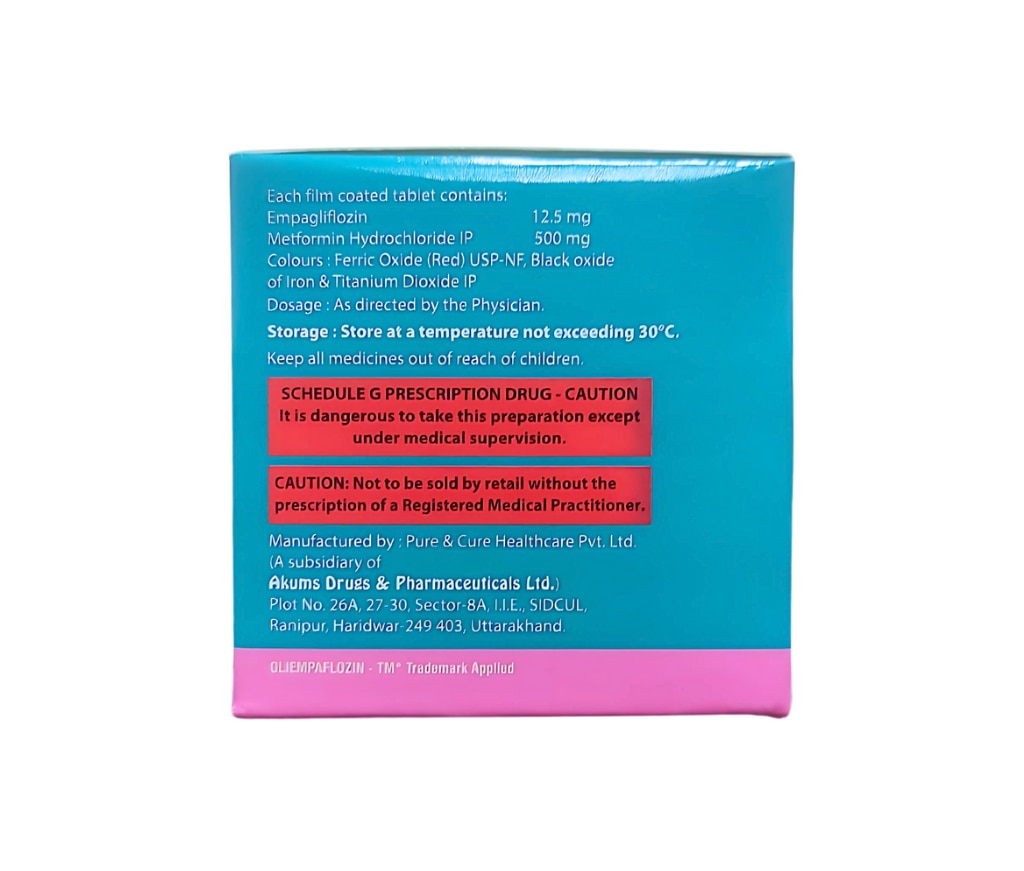 Each film coated tablet contains:
Empagliflozin 12.5 mg
Metformin Hydrochloride IP 500 mg
Colours : Ferric Oxide (Red) USP-NF, Black oxide
of Iron & Titanium Dioxide IP
Dosage : As directed by the Physician.
Storage : Store at a temperature not exceeding 30°C.
Keep all medicines out of reach of children.
SCHEDULE G PRESCRIPTION DRUG - CAUTION
It is dangerous to take this preparation except
under medical supervision.
CAUTION: Not to be sold by retail without the
prescription of a Registered Medical Practitioner.
Manufactured by : Pure & Cure Healthcare Pvt. Ltd.
(A subsidiary of
Akums Drugs & Pharmaceuticals Ltd.)
Plot No. 26A, 27-30, Sector-8A, I.I.E., SIDCUL,
Ranipur, Haridwar-249 403, Uttarakhand.
OLIEMPAFLOZIN - TM* Trademark Applied